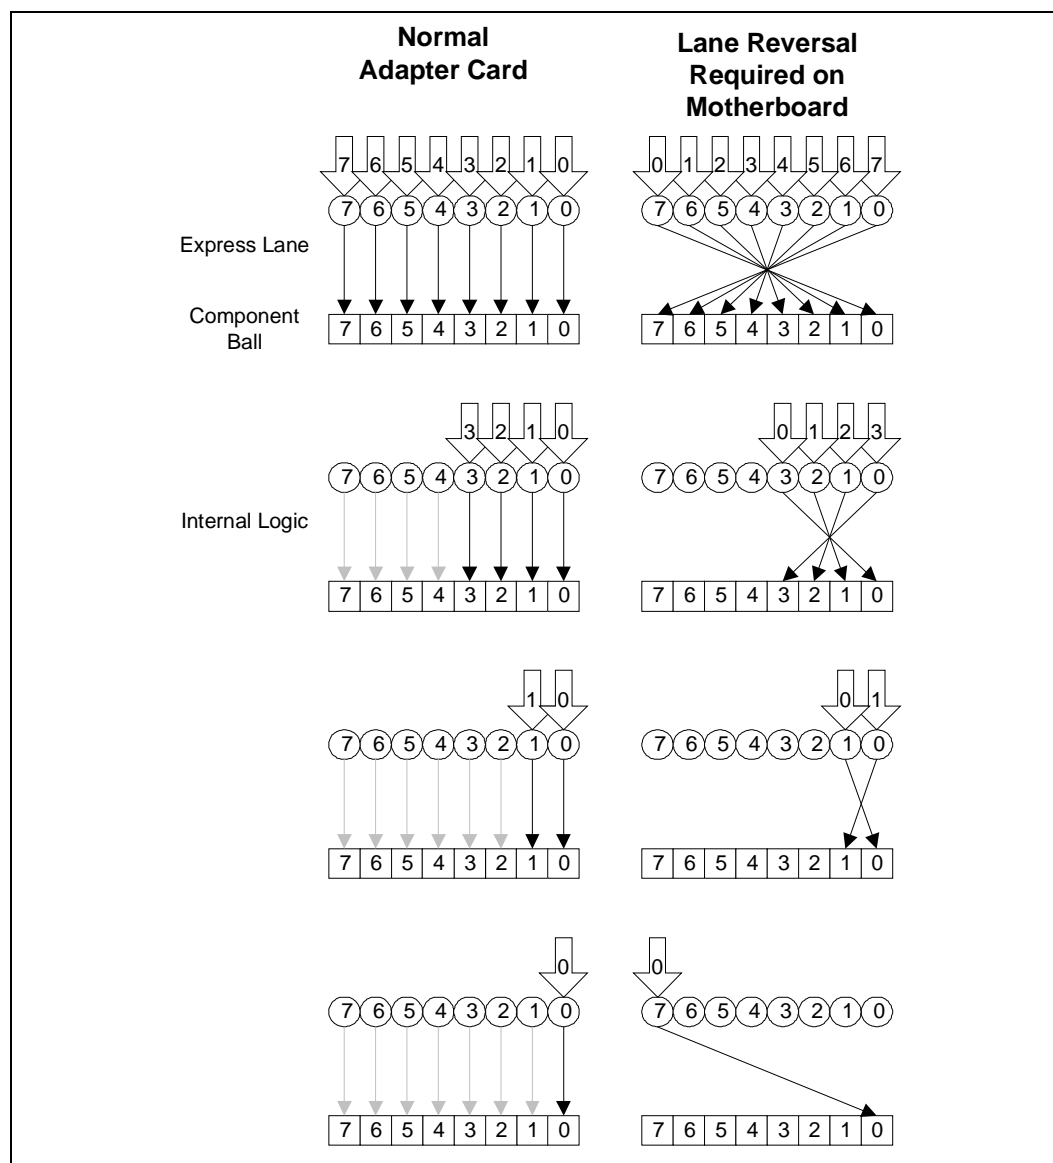 Normal
Adapter Card
Lane Reversal
Required on
Motherboard
7 6 5 4 3 2 1 0
0 1 2 3 4 5 6 7
7 6 5 4 3 2 1 0
7 6 5 4 3 2 1 0
Express Lane
Component
Ball
7 6 5 4 3 2 1 0
7 6 5 4 3 2 1 0
3 2 1 0
0 1 2 3
7 6 5 4 3 2 1 0
7 6 5 4 3 2 1 0
Internal Logic
7 6 5 4 3 2 1 0
7 6 5 4 3 2 1 0
1 0
0 1
7 6 5 4 3 2 1 0
7 6 5 4 3 2 1 0
7 6 5 4 3 2 1 0
7 6 5 4 3 2 1 0
0
0
7 6 5 4 3 2 1 0
7 6 5 4 3 2 1 0
7 6 5 4 3 2 1 0
7 6 5 4 3 2 1 0